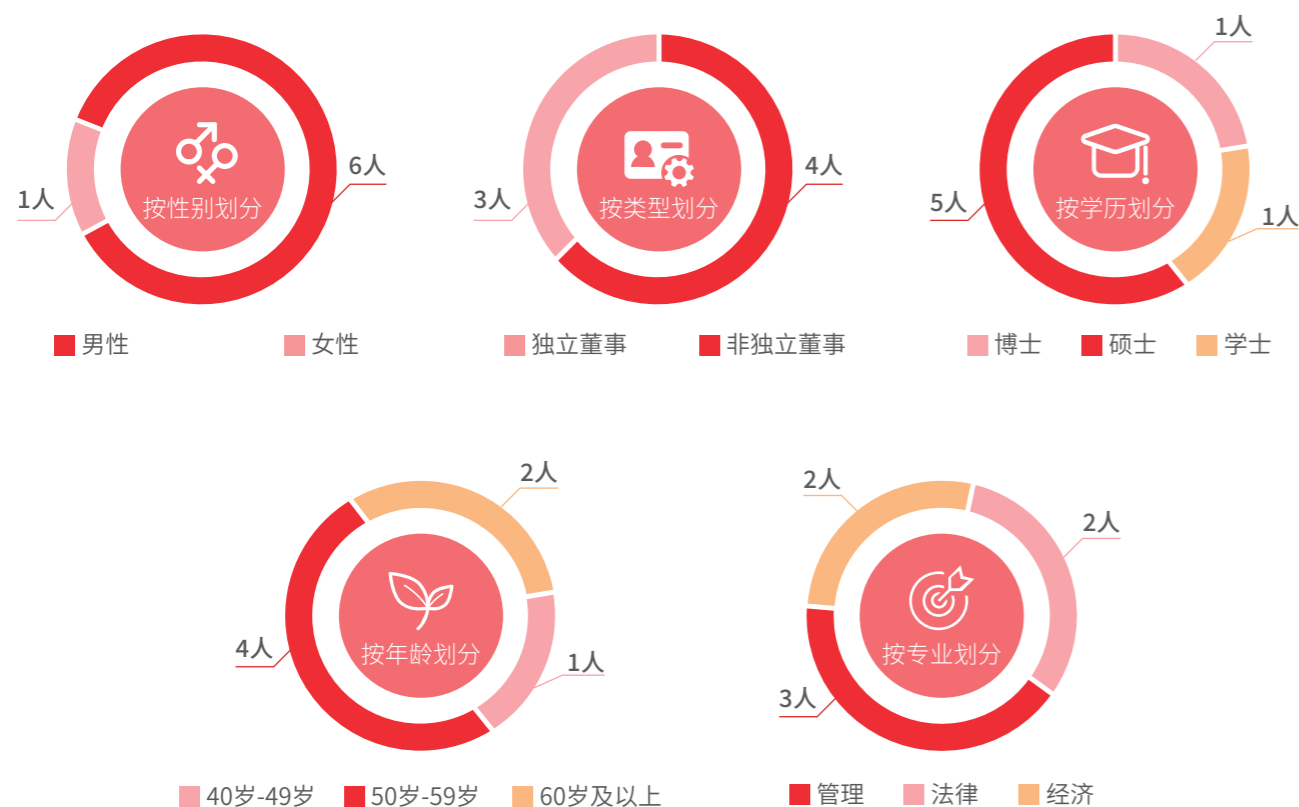 1人
6人
按性别划分
男性
女性
3人
4人
按类型划分
独立董事
非独立董事
1人
5人
1人
按学历划分
博士
硕士
学士
2人
4人
1人
按年龄划分
40岁-49岁
50岁-59岁
60岁及以上
2人
2人
3人
按专业划分
管理
法律
经济